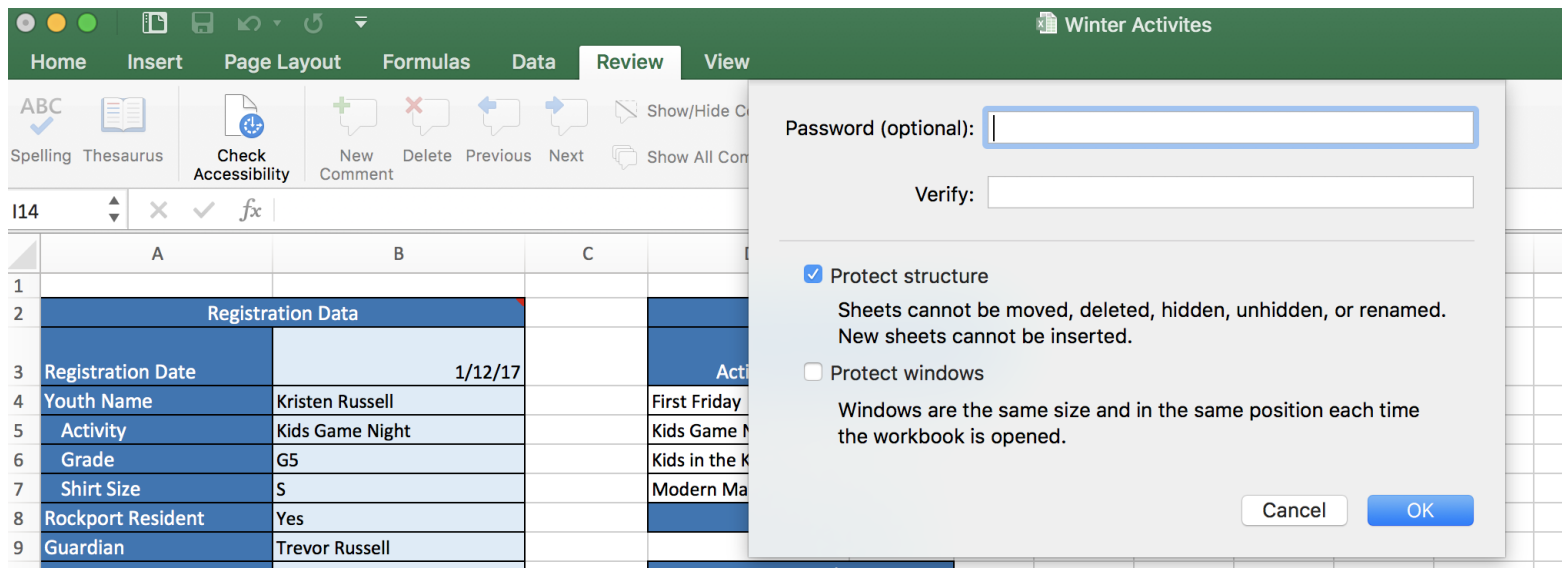 Winter Activites
Home Insert Page Layout Formulas Data Review View
ABC
Spelling Thesaurus
Check Accessibility
New Comment
Delete Previous Next
Show/Hide Co
Show All Com
I14
fx
A B C
1
2 Registration Data
3 Registration Date 1/12/17
4 Youth Name Kristen Russell
5 Activity Kids Game Night
6 Grade G5
7 Shirt Size S
8 Rockport Resident Yes
9 Guardian Trevor Russell
Acti
First Friday
Kids Game N
Kids in the K
Modern Ma
Password (optional):
Verify:
Protect structure
Sheets cannot be moved, deleted, hidden, unhidden, or renamed.
New sheets cannot be inserted.
Protect windows
Windows are the same size and in the same position each time
the workbook is opened.
Cancel OK